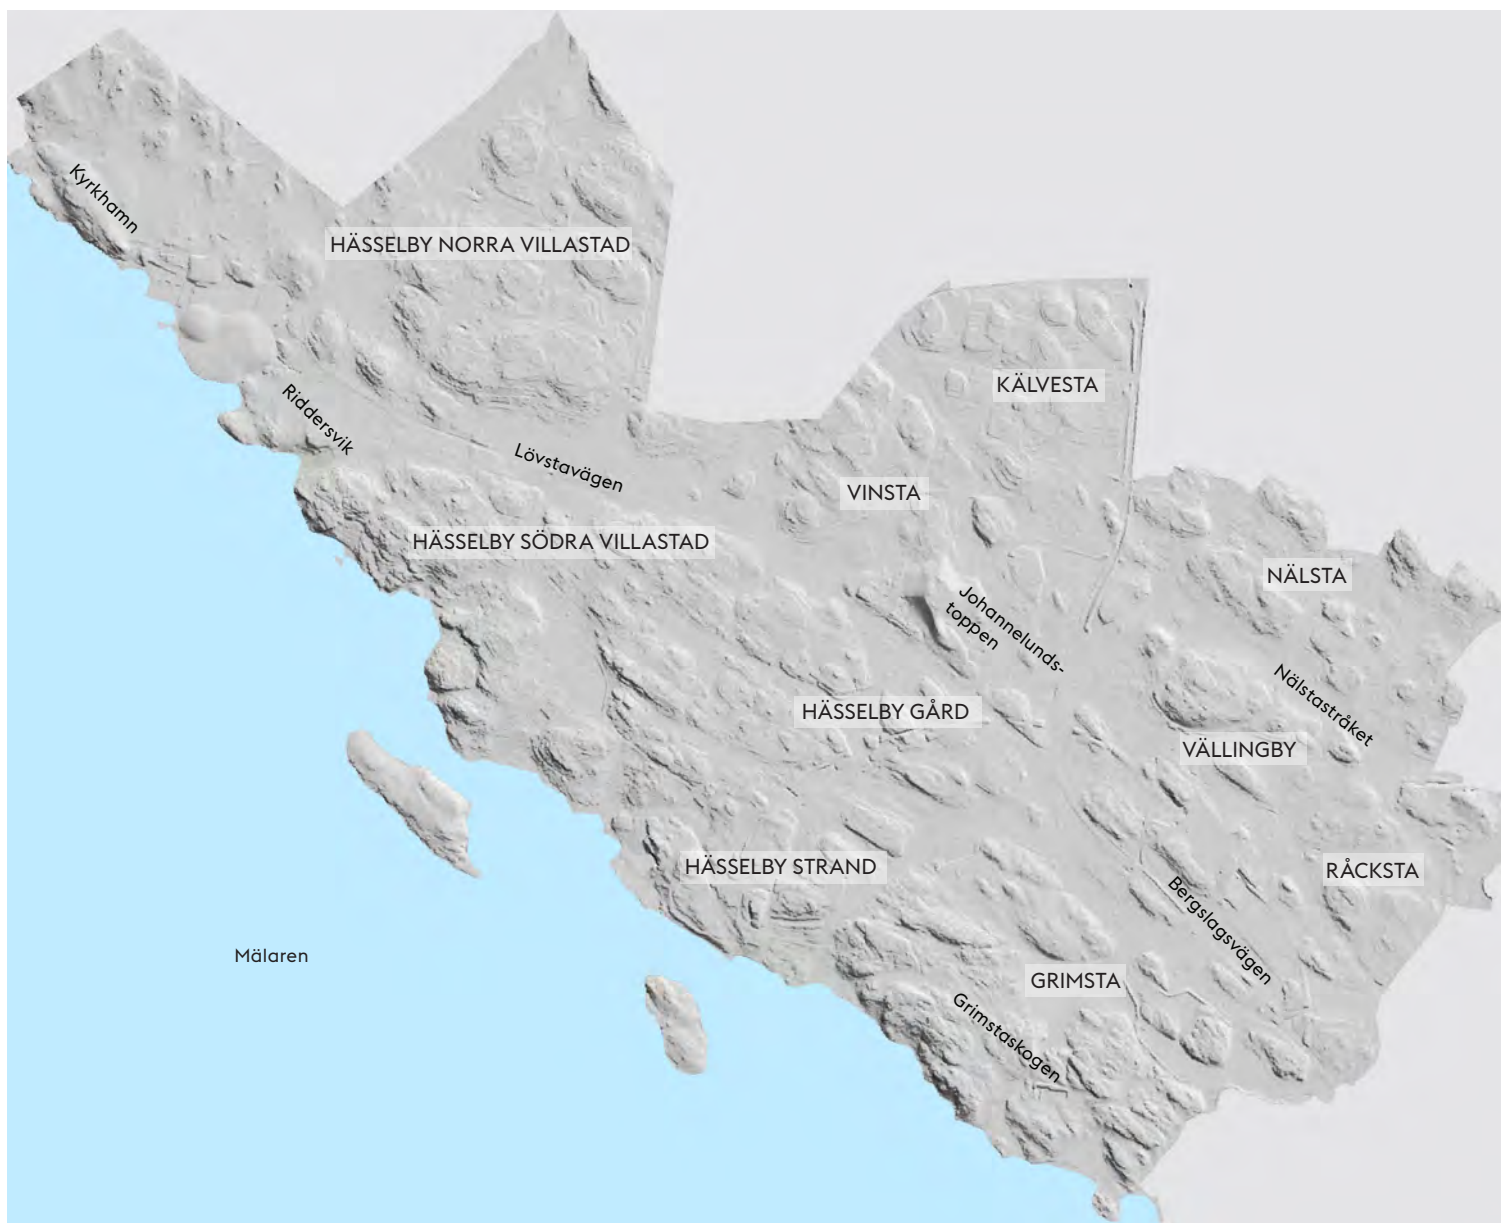 Kyrkhamn
HÄSSELBY NORRA VILLASTAD
KÄLVESTA
Riddersvik
Lövstavägen
VINSTA
HÄSSELBY SÖDRA VILLASTAD
NÄLSTA
Johannelunds-
toppen
Nälstastråket
HÄSSELBY GÅRD
VÄLLINGBY
HÄSSELBY STRAND
RÅCKSTA
Bergslagsvägen
Mälaren
GRIMSTA
Grimstaskogen